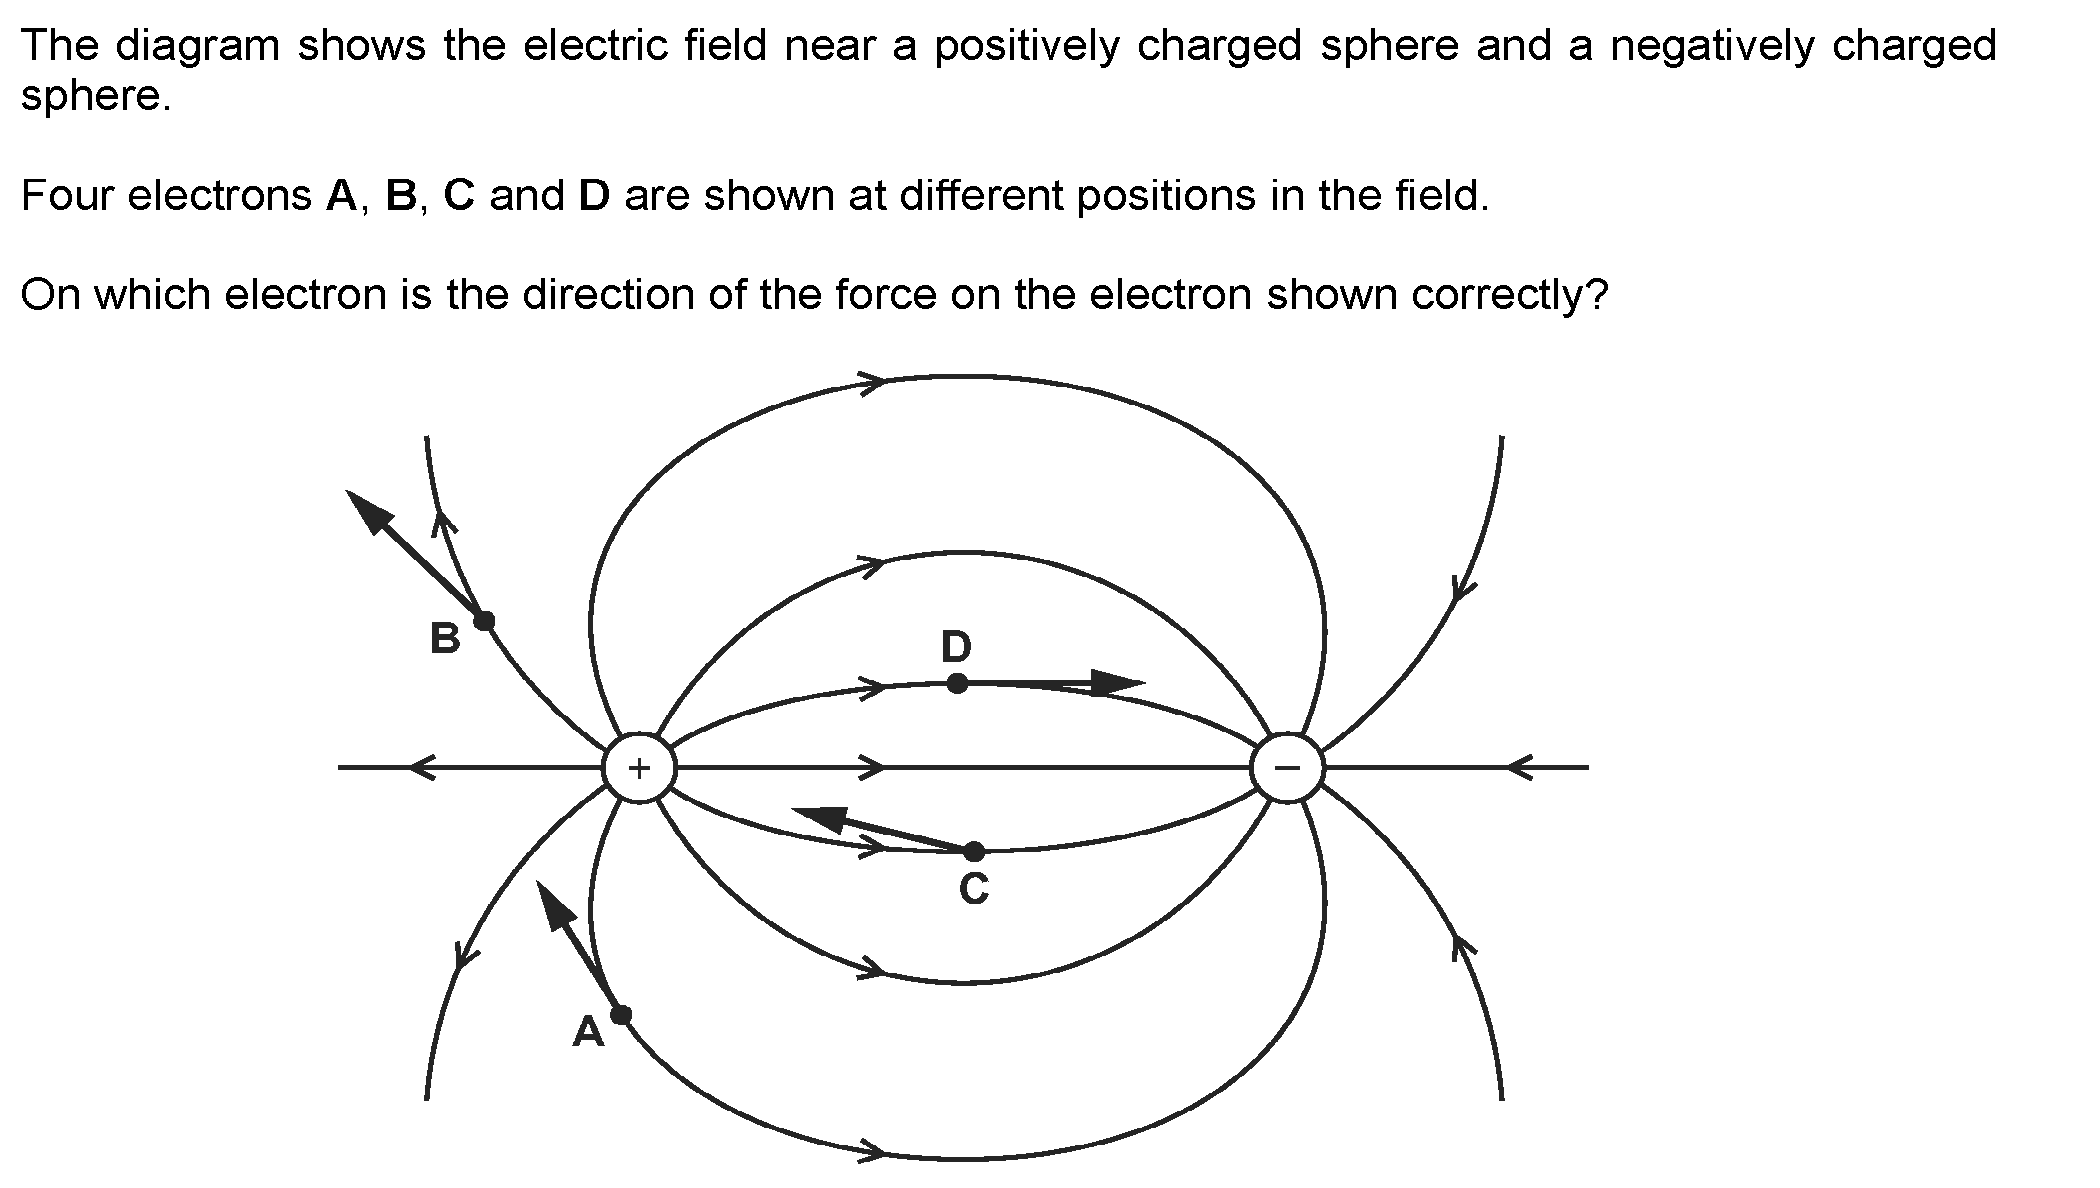 The diagram shows the electric field near a positively charged sphere and a negatively charged
sphere.
Four electrons A, B, C and D are shown at different positions in the field.
On which electron is the direction of the force on the electron shown correctly?
B
D
+
−
C
A